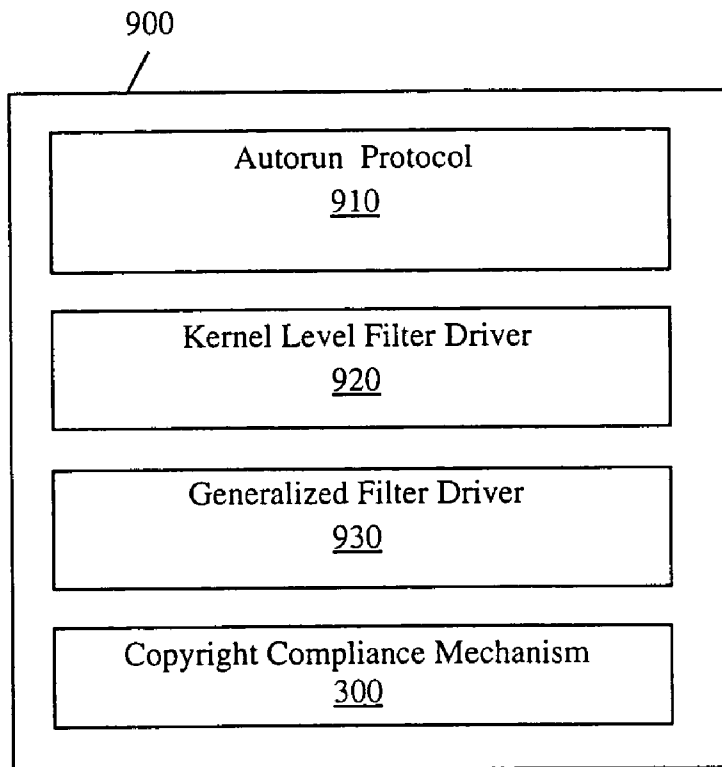 900
Autorun Protocol
910
Kernel Level Filter Driver
920
Generalized Filter Driver
930
Copyright Compliance Mechanism
300